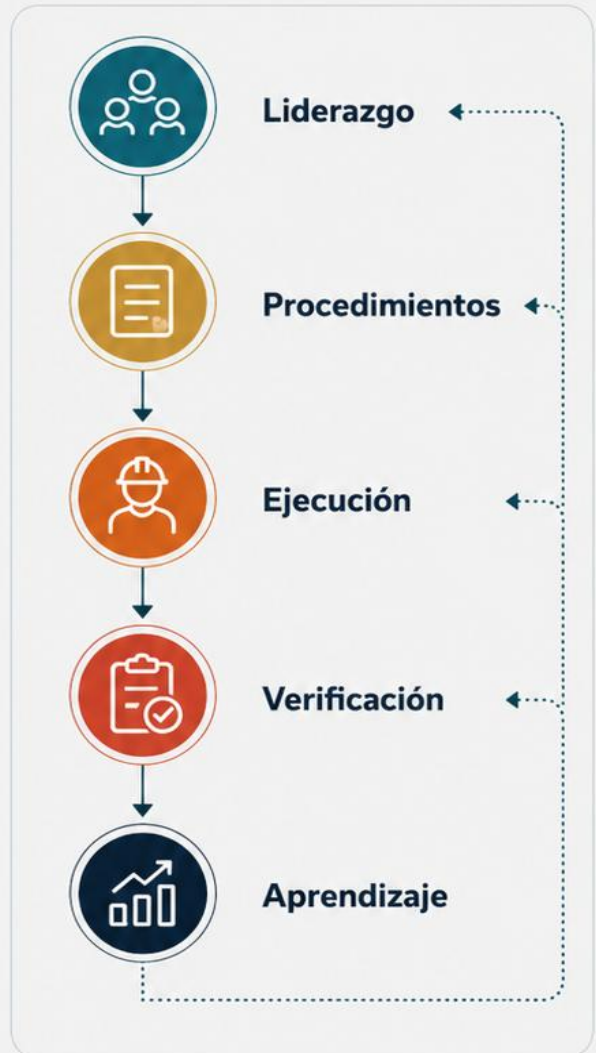 Liderazgo
Procedimientos
Ejecución
Verificación
Aprendizaje